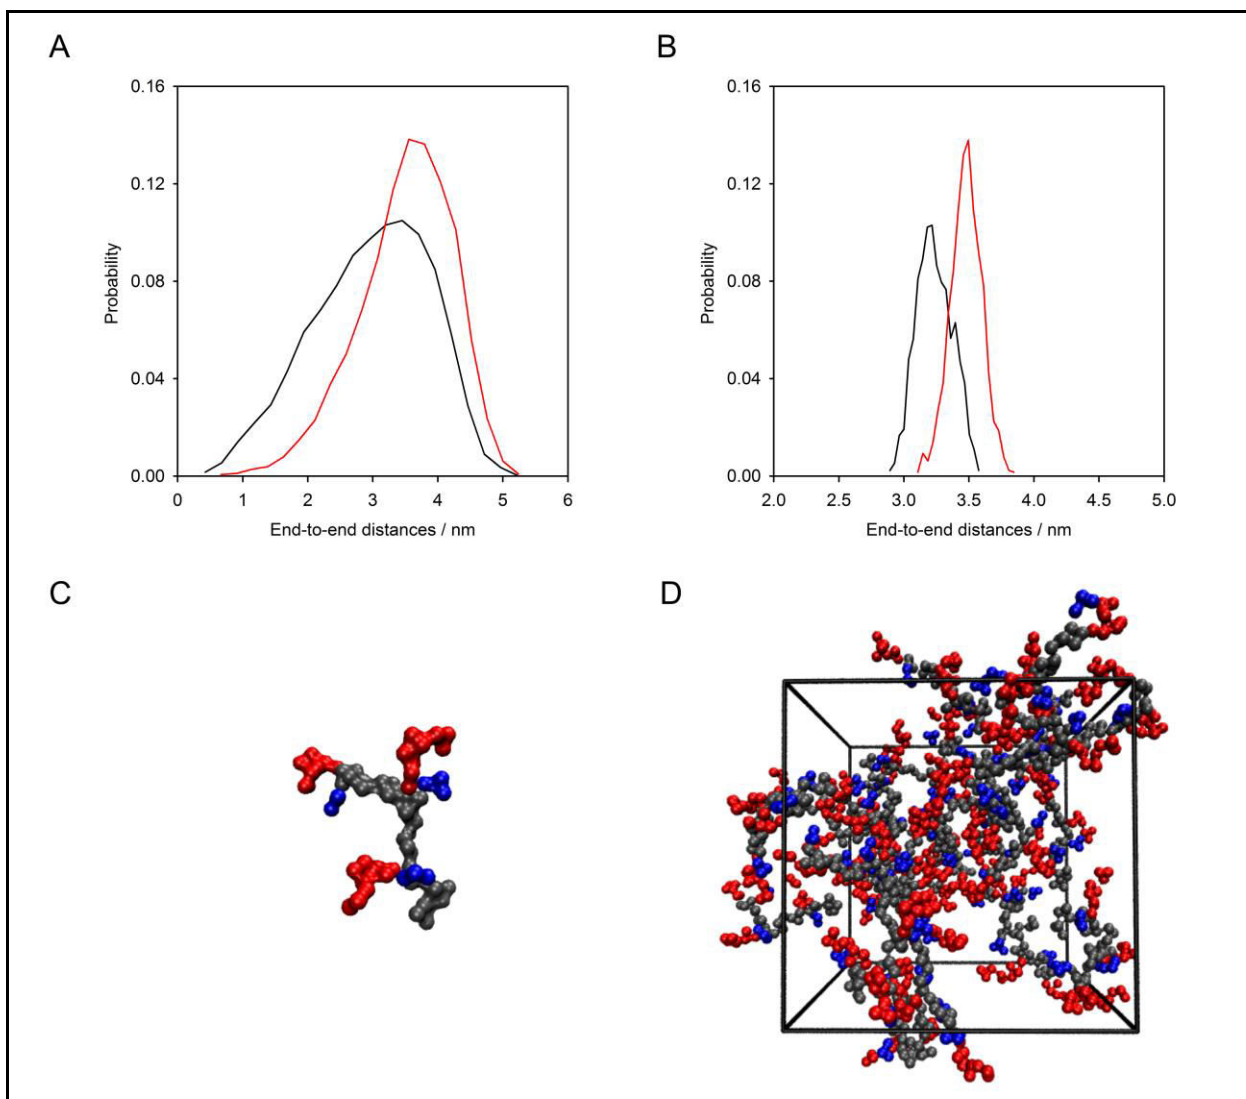 A
B
0.16
0.12
0.08
0.04
0.00
Probability
0 1 2 3 4 5 6
End-to-end distances / nm
0.16
0.12
0.08
0.04
0.00
Probability
2.0 2.5 3.0 3.5 4.0 4.5 5.0
End-to-end distances / nm
C
D